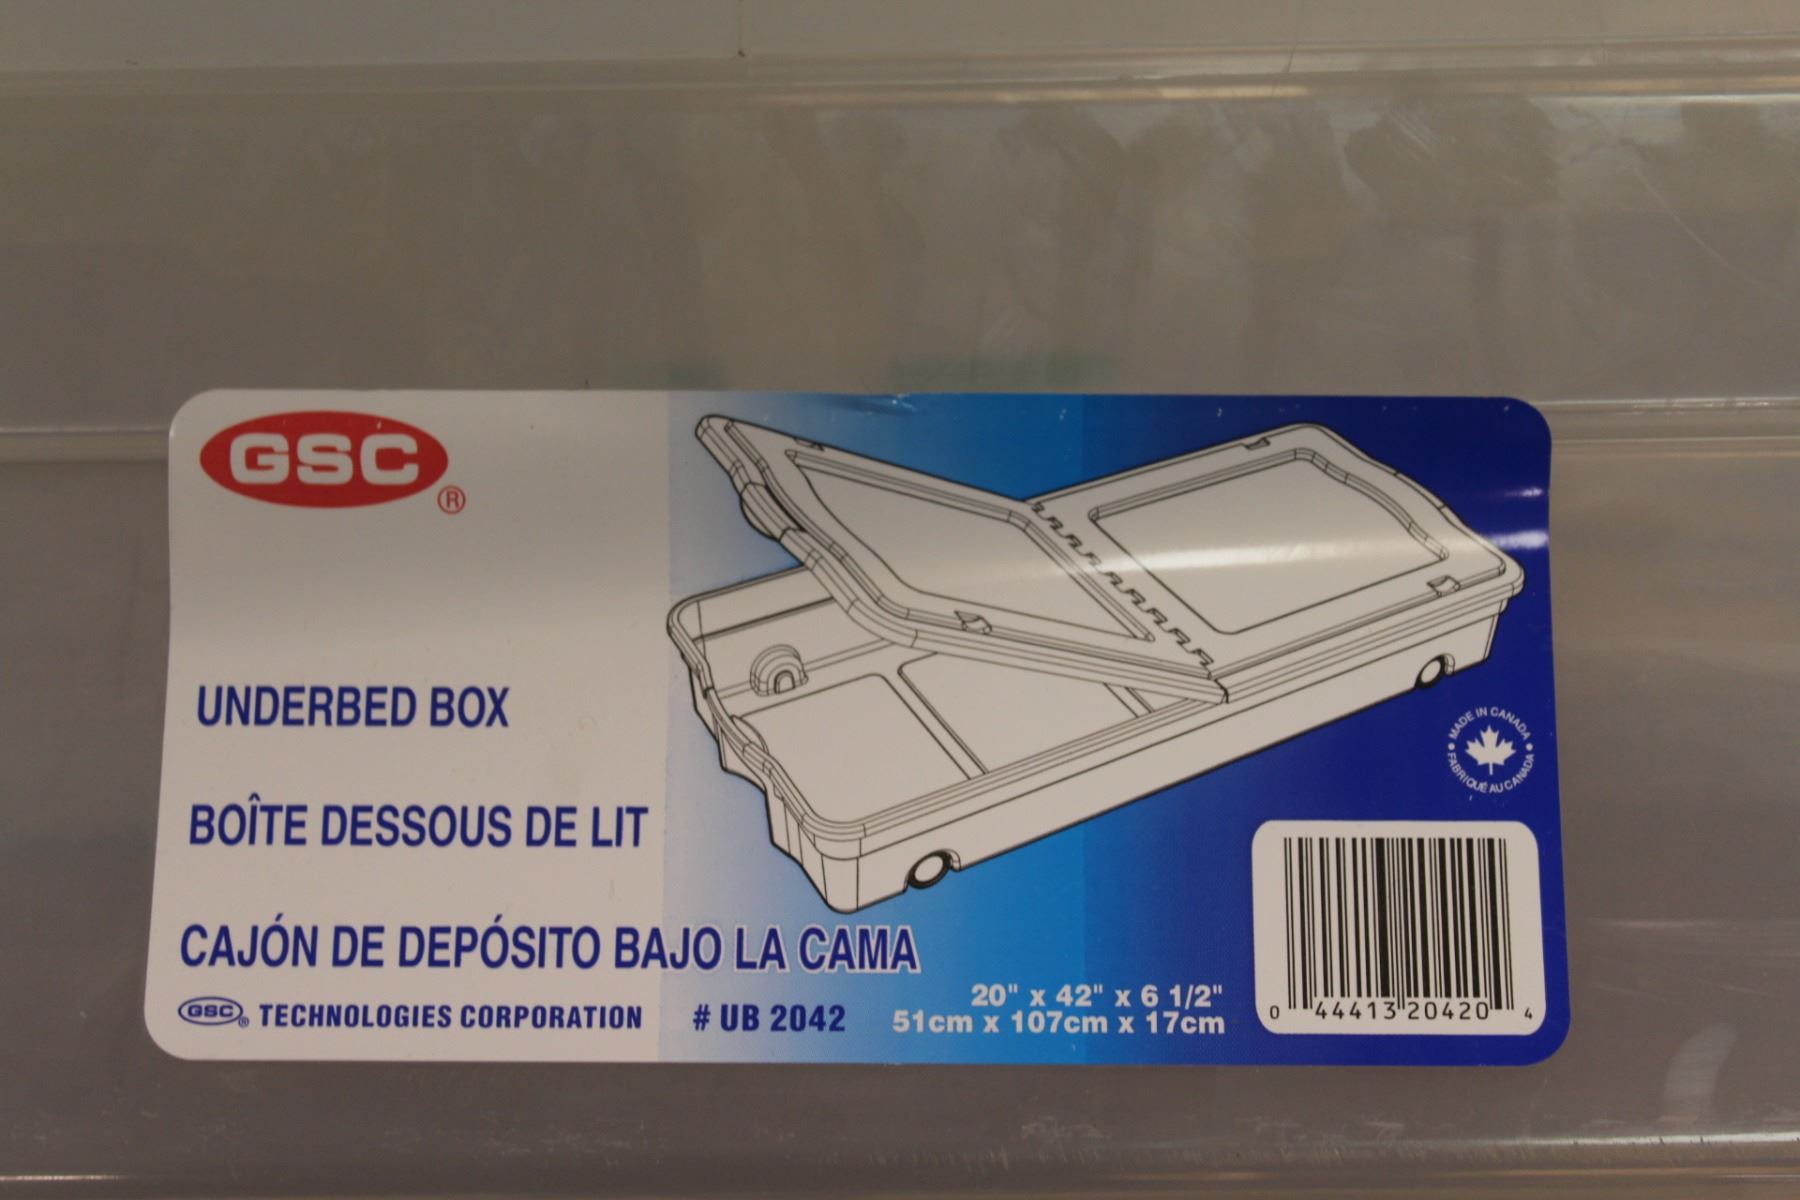 GSC®
UNDERBED BOX
BOÎTE DESSOUS DE LIT
CAJÓN DE DEPÓSITO BAJO LA CAMA
GSC® TECHNOLOGIES CORPORATION
# UB 2042
20" x 42" x 6 1/2"
51cm x 107cm x 17cm
MADE IN CANADA
FABRIQUÉ AU CANADA
0 44413 20420 4